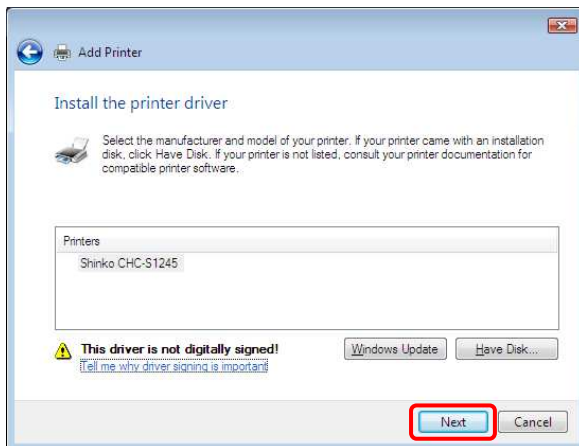 Add Printer
Install the printer driver
Select the manufacturer and model of your printer. If your printer came with an installation
disk, click Have Disk. If your printer is not listed, consult your printer documentation for
compatible printer software.
Printers
Shinko CHC-S1245
This driver is not digitally signed!
Windows Update
Have Disk...
Tell me why driver signing is important
Next
Cancel